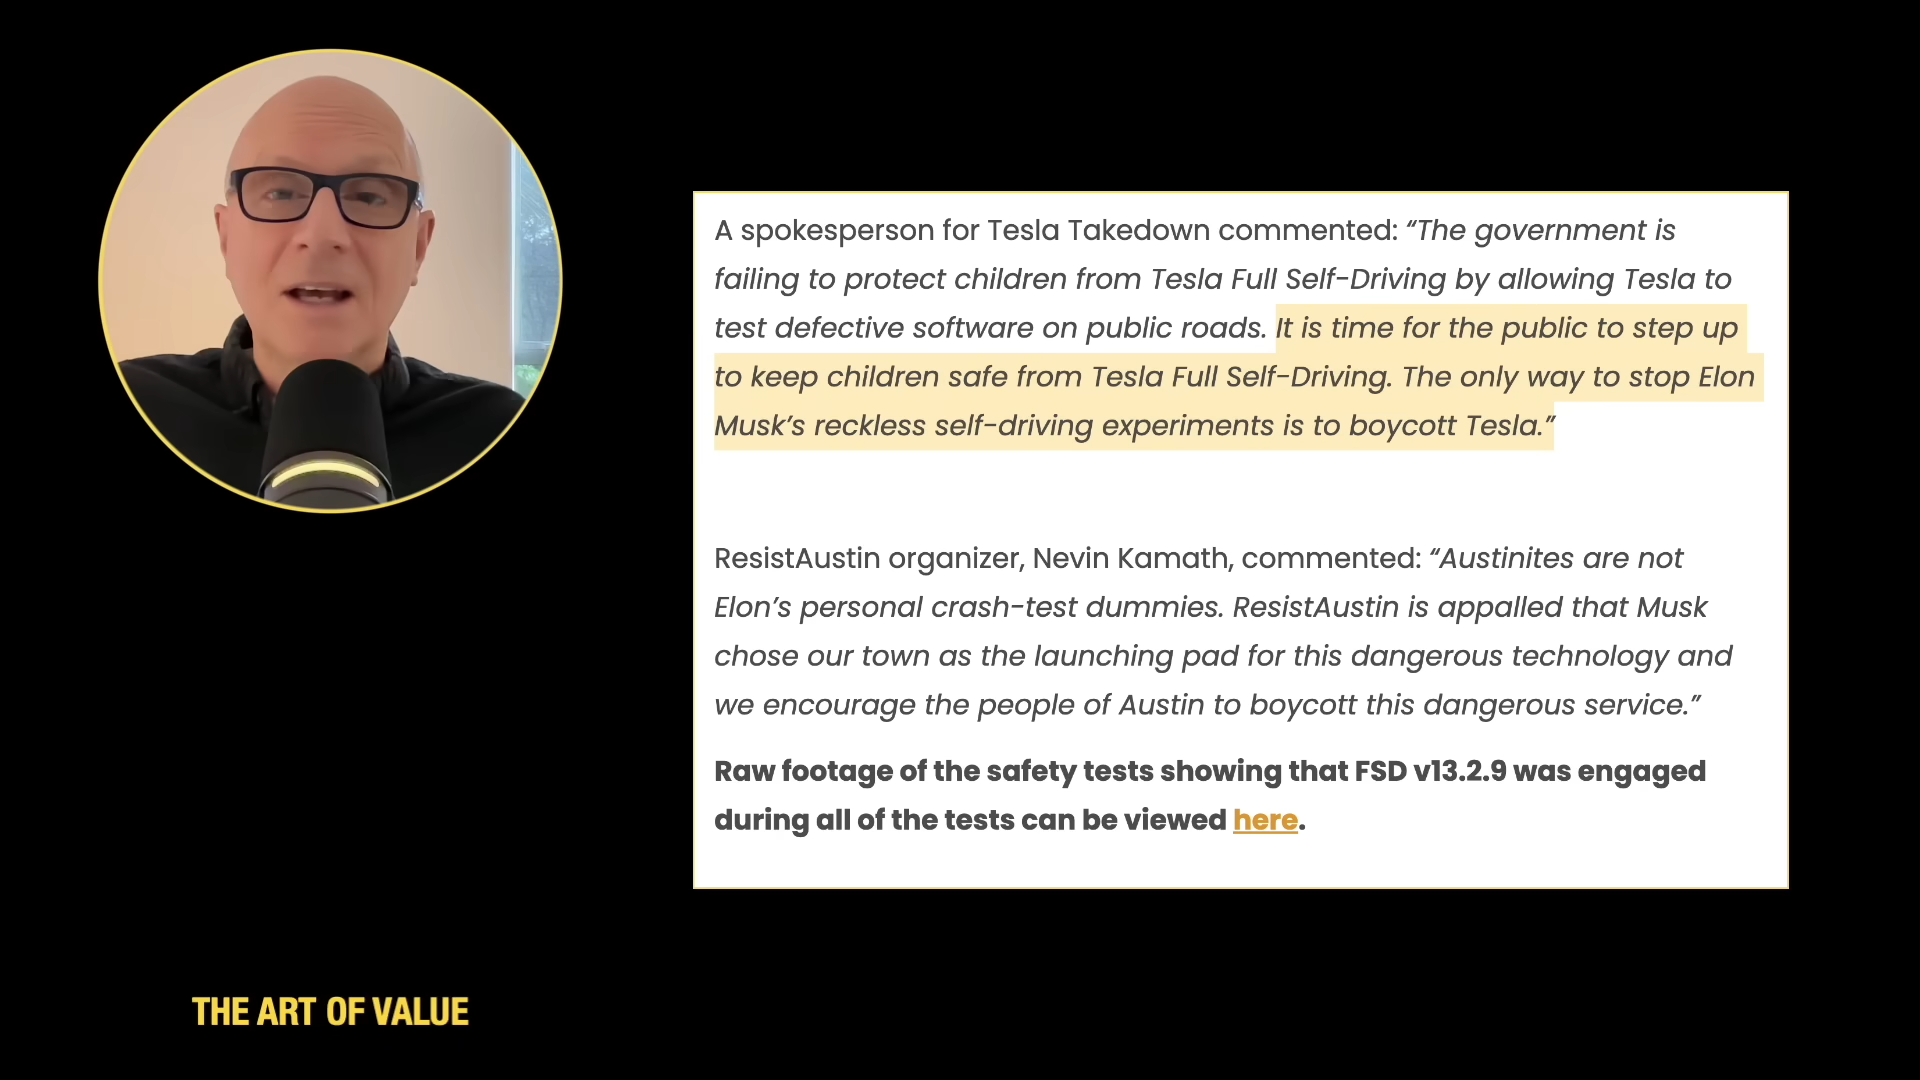 A spokesperson for Tesla Takedown commented: “The government is
failing to protect children from Tesla Full Self-Driving by allowing Tesla to
test defective software on public roads. It is time for the public to step up
to keep children safe from Tesla Full Self-Driving. The only way to stop Elon
Musk’s reckless self-driving experiments is to boycott Tesla.”
ResistAustin organizer, Nevin Kamath, commented: “Austinites are not
Elon’s personal crash-test dummies. ResistAustin is appalled that Musk
chose our town as the launching pad for this dangerous technology and
we encourage the people of Austin to boycott this dangerous service.”
Raw footage of the safety tests showing that FSD v13.2.9 was engaged
during all of the tests can be viewed here.
THE ART OF VALUE